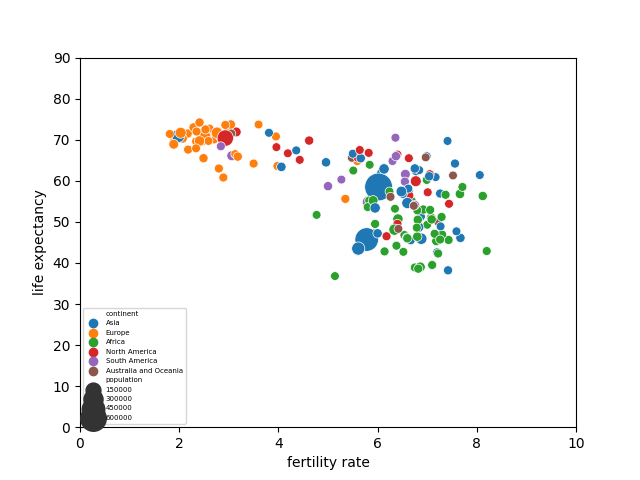 90
80
70
60
50
40
30
20
10
0
life expectancy
continent
Asia
Europe
Africa
North America
South America
Australia and Oceania
population
150000
300000
450000
600000
0 2 4 6 8 10
fertility rate